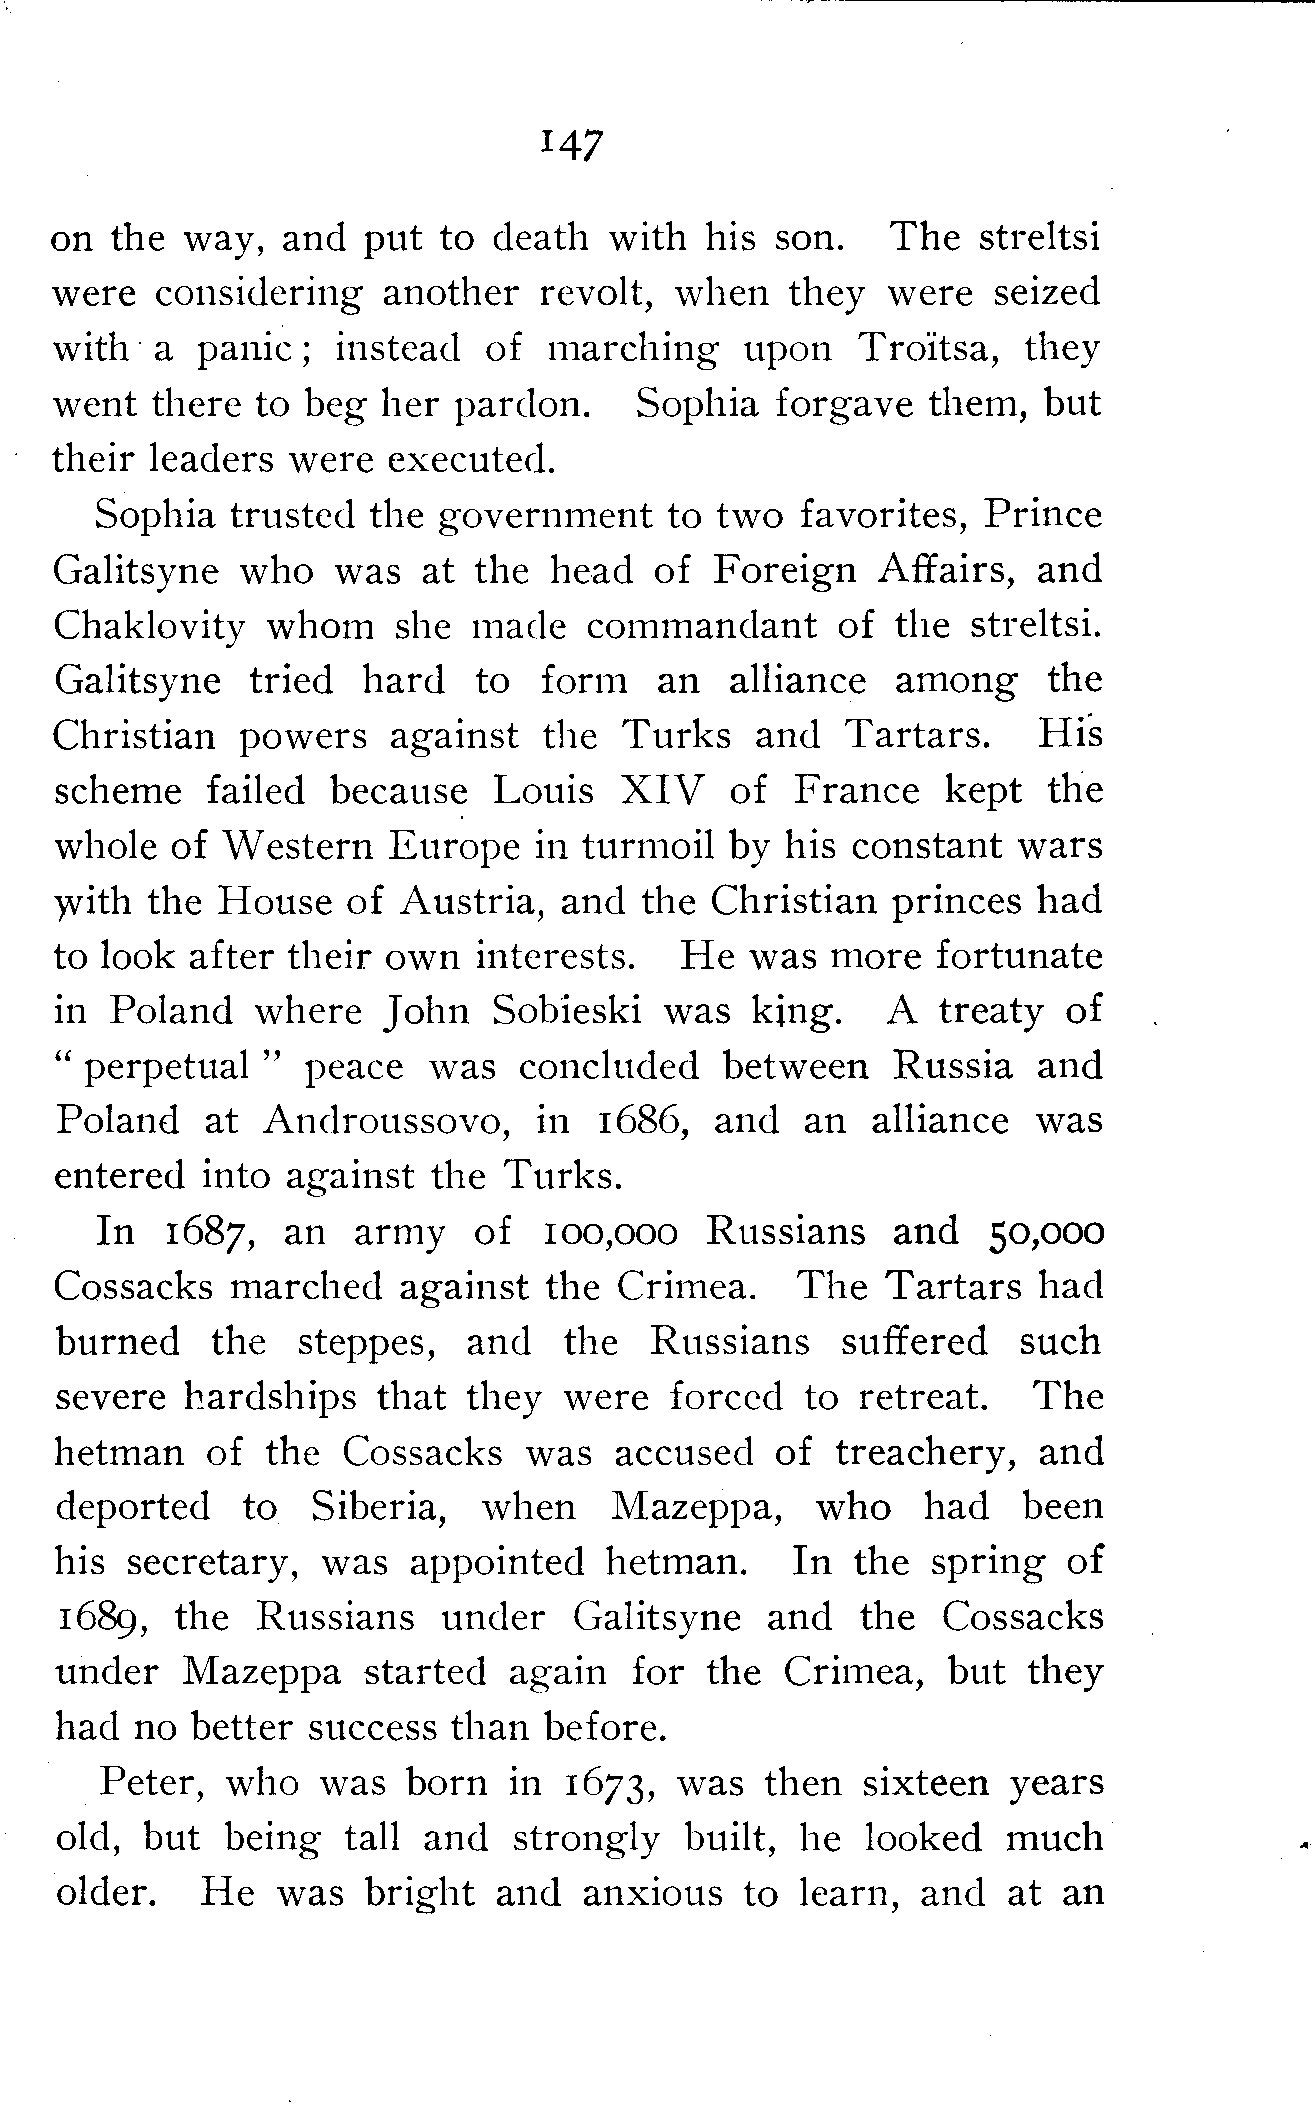 147
on the way, and put to death with his son. The streltsi
were considering another revolt, when they were seized
with a panic; instead of marching upon Troïtsa, they
went there to beg her pardon. Sophia forgave them, but
their leaders were executed.
Sophia trusted the government to two favorites, Prince
Galitsyne who was at the head of Foreign Affairs, and
Chaklovity whom she made commandant of the streltsi.
Galitsyne tried hard to form an alliance among the
Christian powers against the Turks and Tartars. His
scheme failed because Louis XIV of France kept the
whole of Western Europe in turmoil by his constant wars
with the House of Austria, and the Christian princes had
to look after their own interests. He was more fortunate
in Poland where John Sobieski was king. A treaty of
"perpetual" peace was concluded between Russia and
Poland at Androussovo, in 1686, and an alliance was
entered into against the Turks.
In 1687, an army of 100,000 Russians and 50,000
Cossacks marched against the Crimea. The Tartars had
burned the steppes, and the Russians suffered such
severe hardships that they were forced to retreat. The
hetman of the Cossacks was accused of treachery, and
deported to Siberia, when Mazeppa, who had been
his secretary, was appointed hetman. In the spring of
1689, the Russians under Galitsyne and the Cossacks
under Mazeppa started again for the Crimea, but they
had no better success than before.
Peter, who was born in 1673, was then sixteen years
old, but being tall and strongly built, he looked much
older. He was bright and anxious to learn, and at an